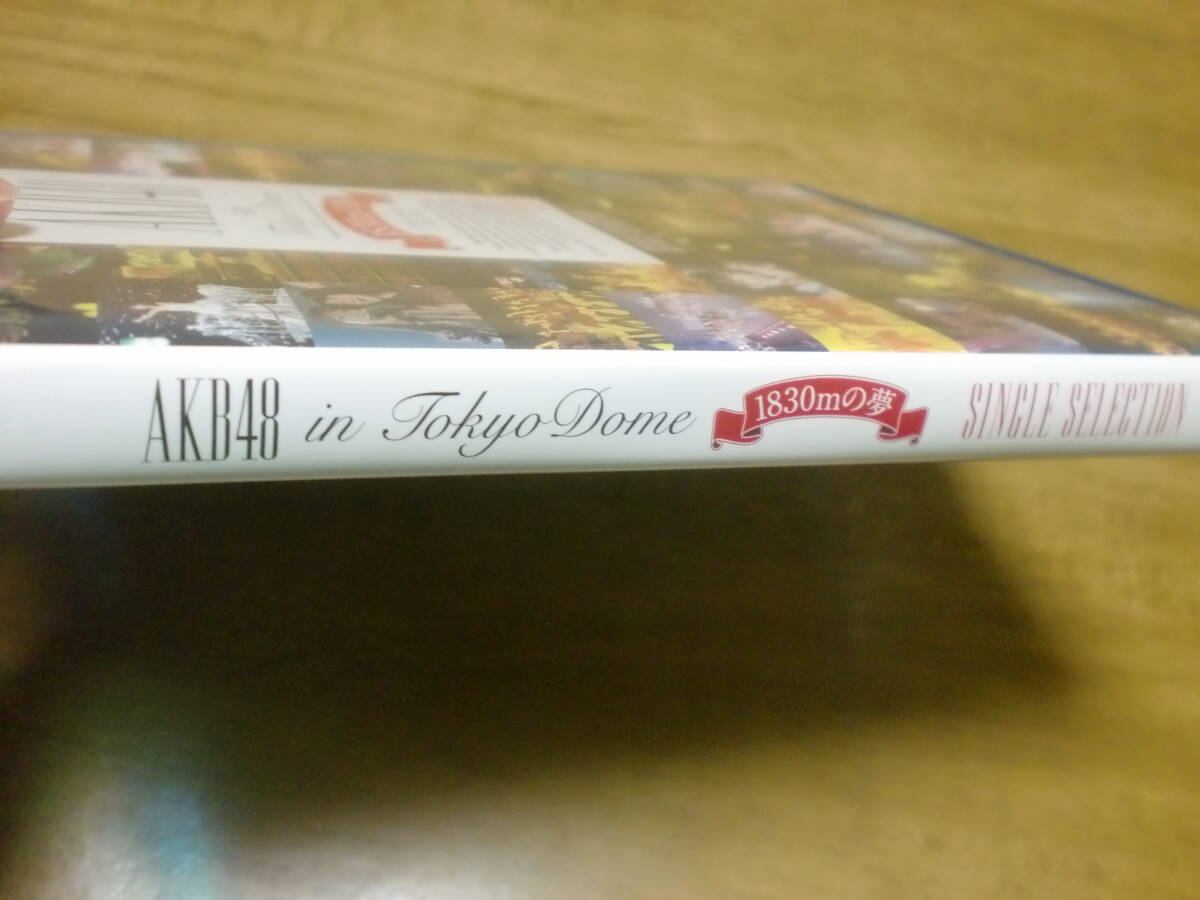 AKB48 in Tokyo Dome 1830mの夢 SINGLE SELECTION